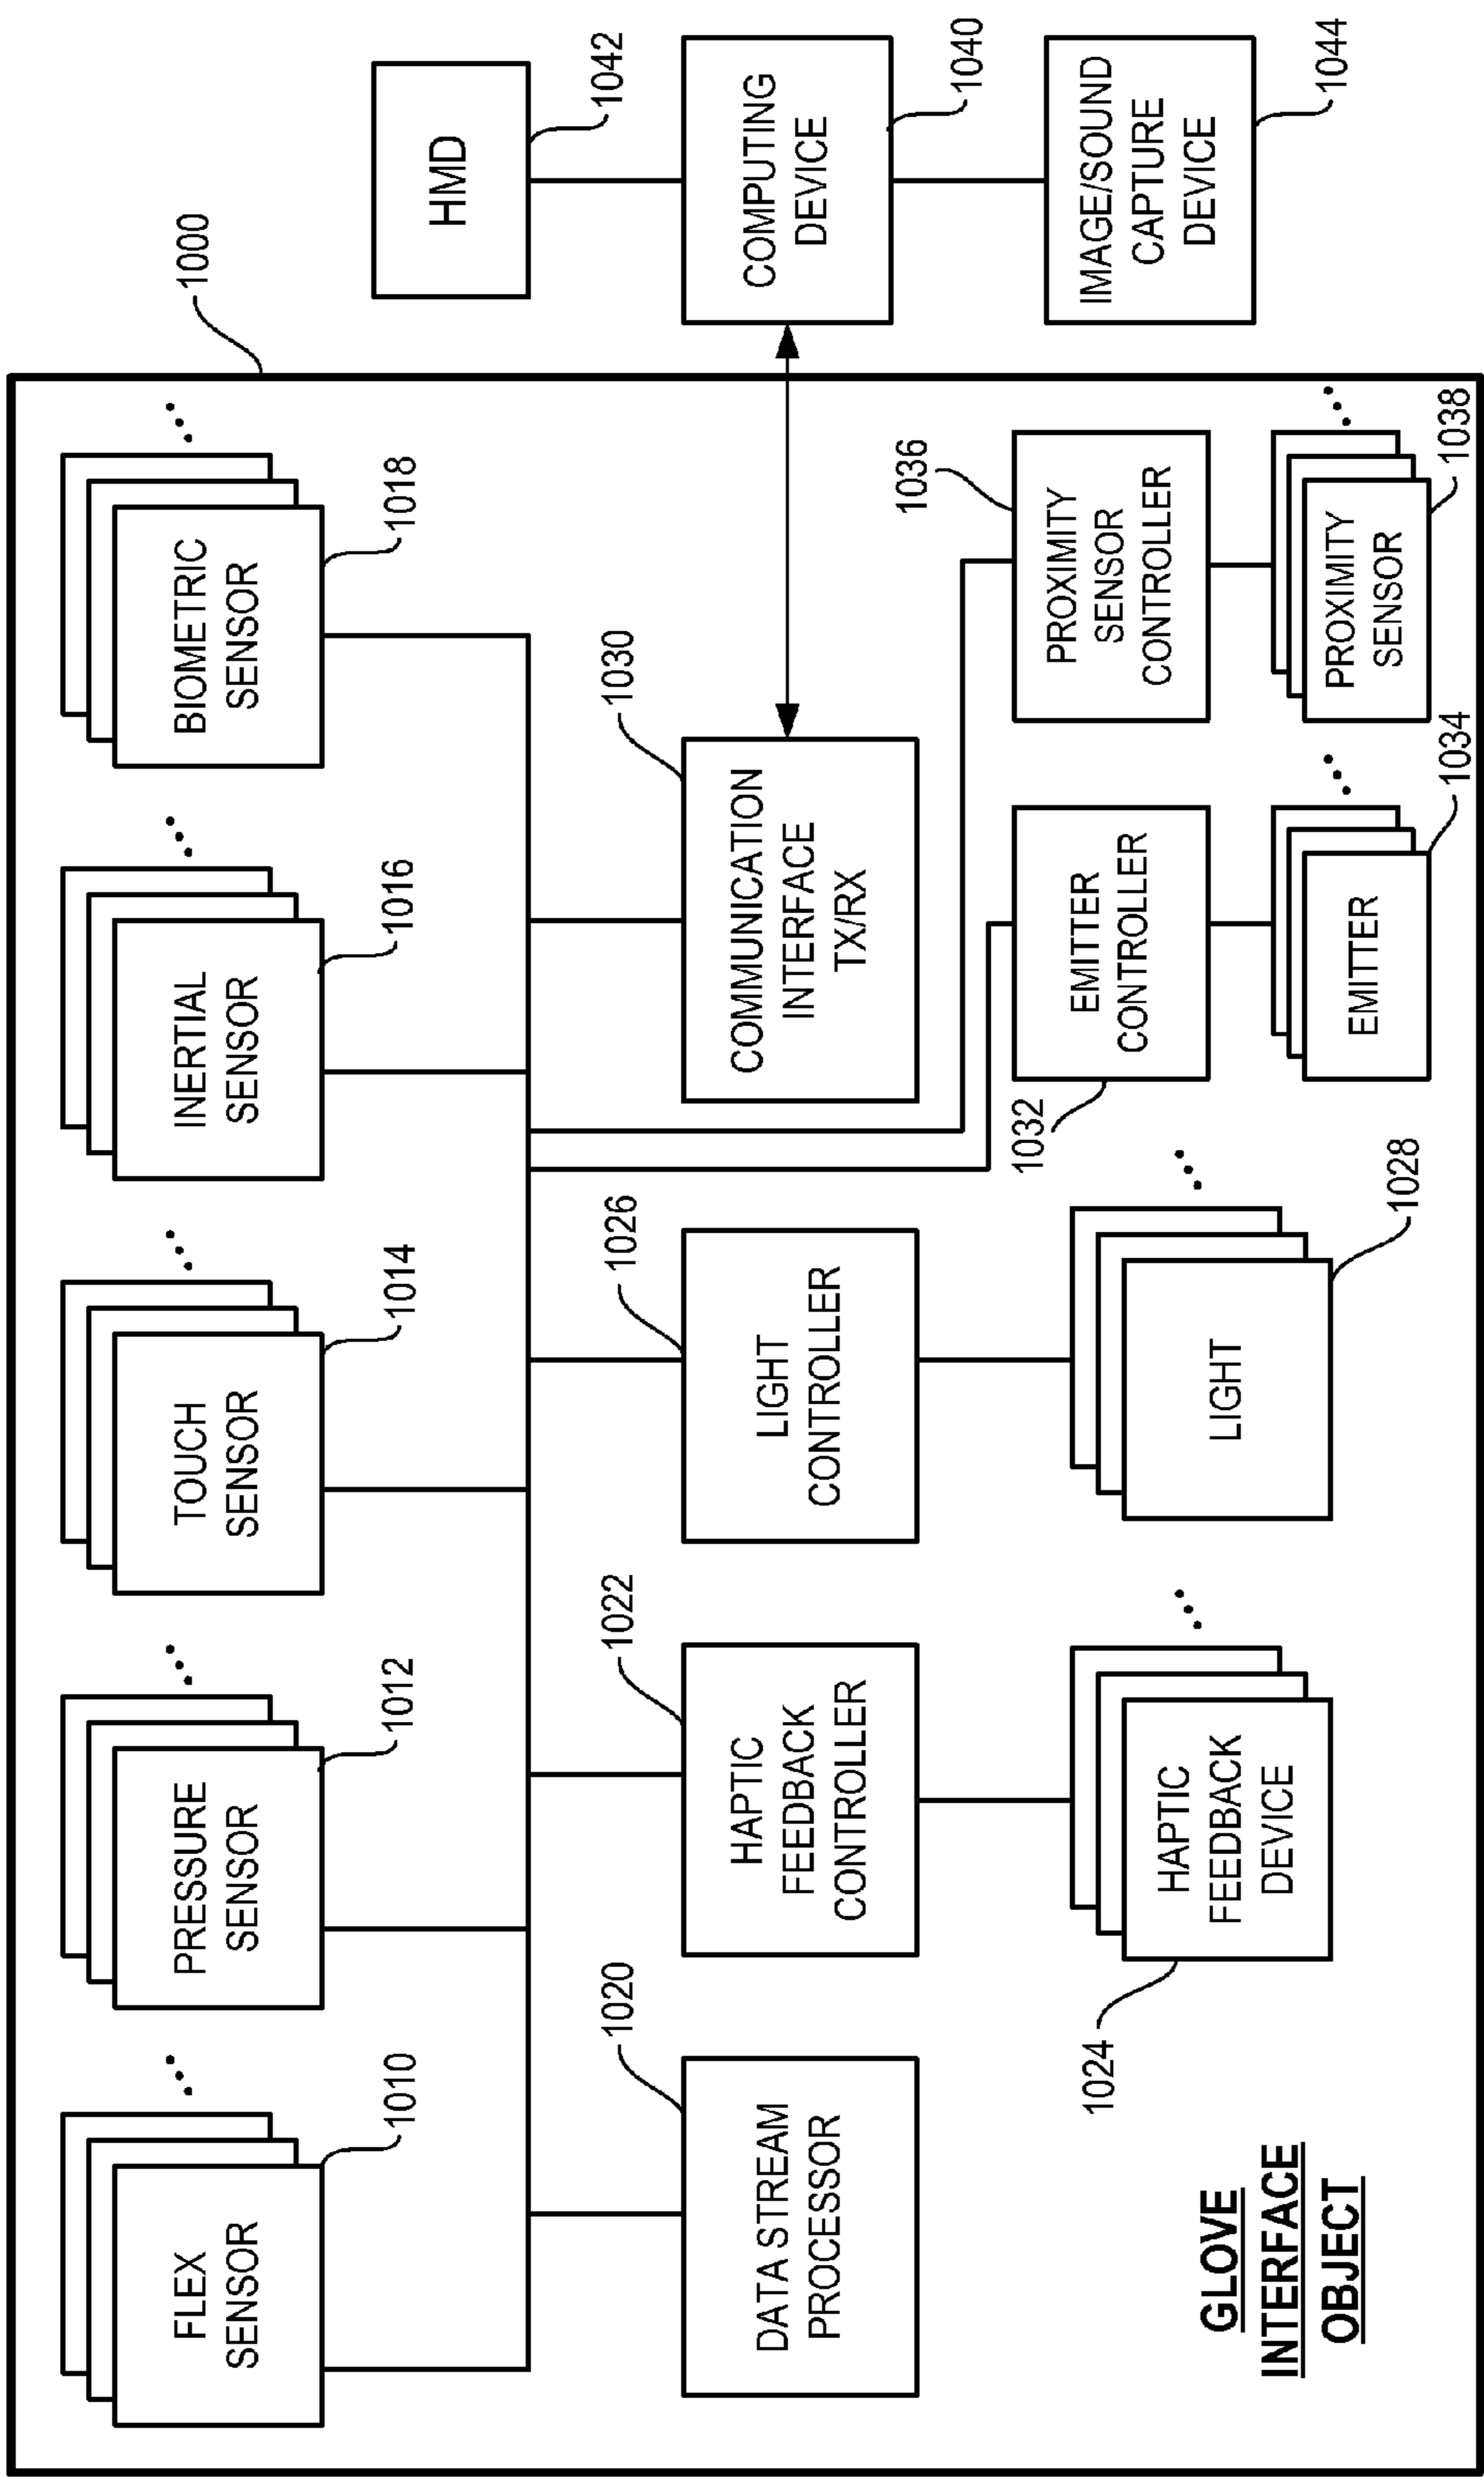 1000
FLEX
SENSOR
1010
PRESSURE
SENSOR
1012
TOUCH
SENSOR
1014
INERTIAL
SENSOR
1016
BIOMETRIC
SENSOR
1018
DATA STREAM
PROCESSOR
1020
HAPTIC
FEEDBACK
CONTROLLER
1022
LIGHT
CONTROLLER
1026
COMMUNICATION
INTERFACE
TX/RX
1030
HAPTIC
FEEDBACK
DEVICE
1024
LIGHT
1028
EMITTER
CONTROLLER
1032
EMITTER
1034
PROXIMITY
SENSOR
CONTROLLER
1036
PROXIMITY
SENSOR
1038
GLOVE
INTERFACE
OBJECT
HMD
1042
COMPUTING
DEVICE
1040
IMAGE/SOUND
CAPTURE
DEVICE
1044